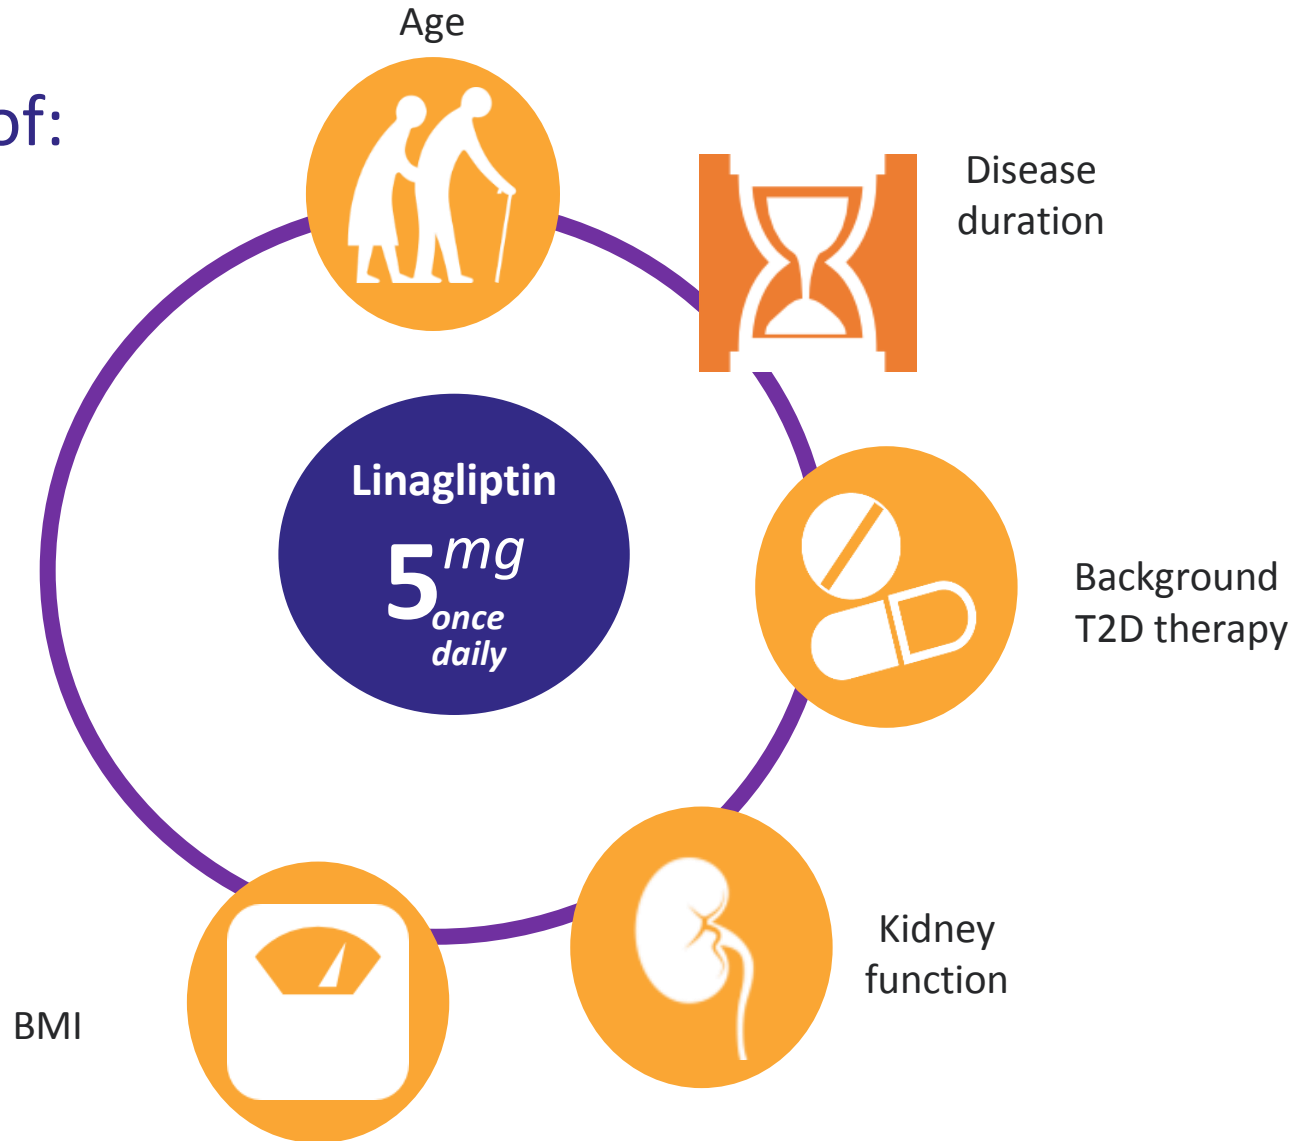 Age
of:
Disease
duration
Linagliptin
5 mg
once
daily
Background
T2D therapy
Kidney
function
BMI